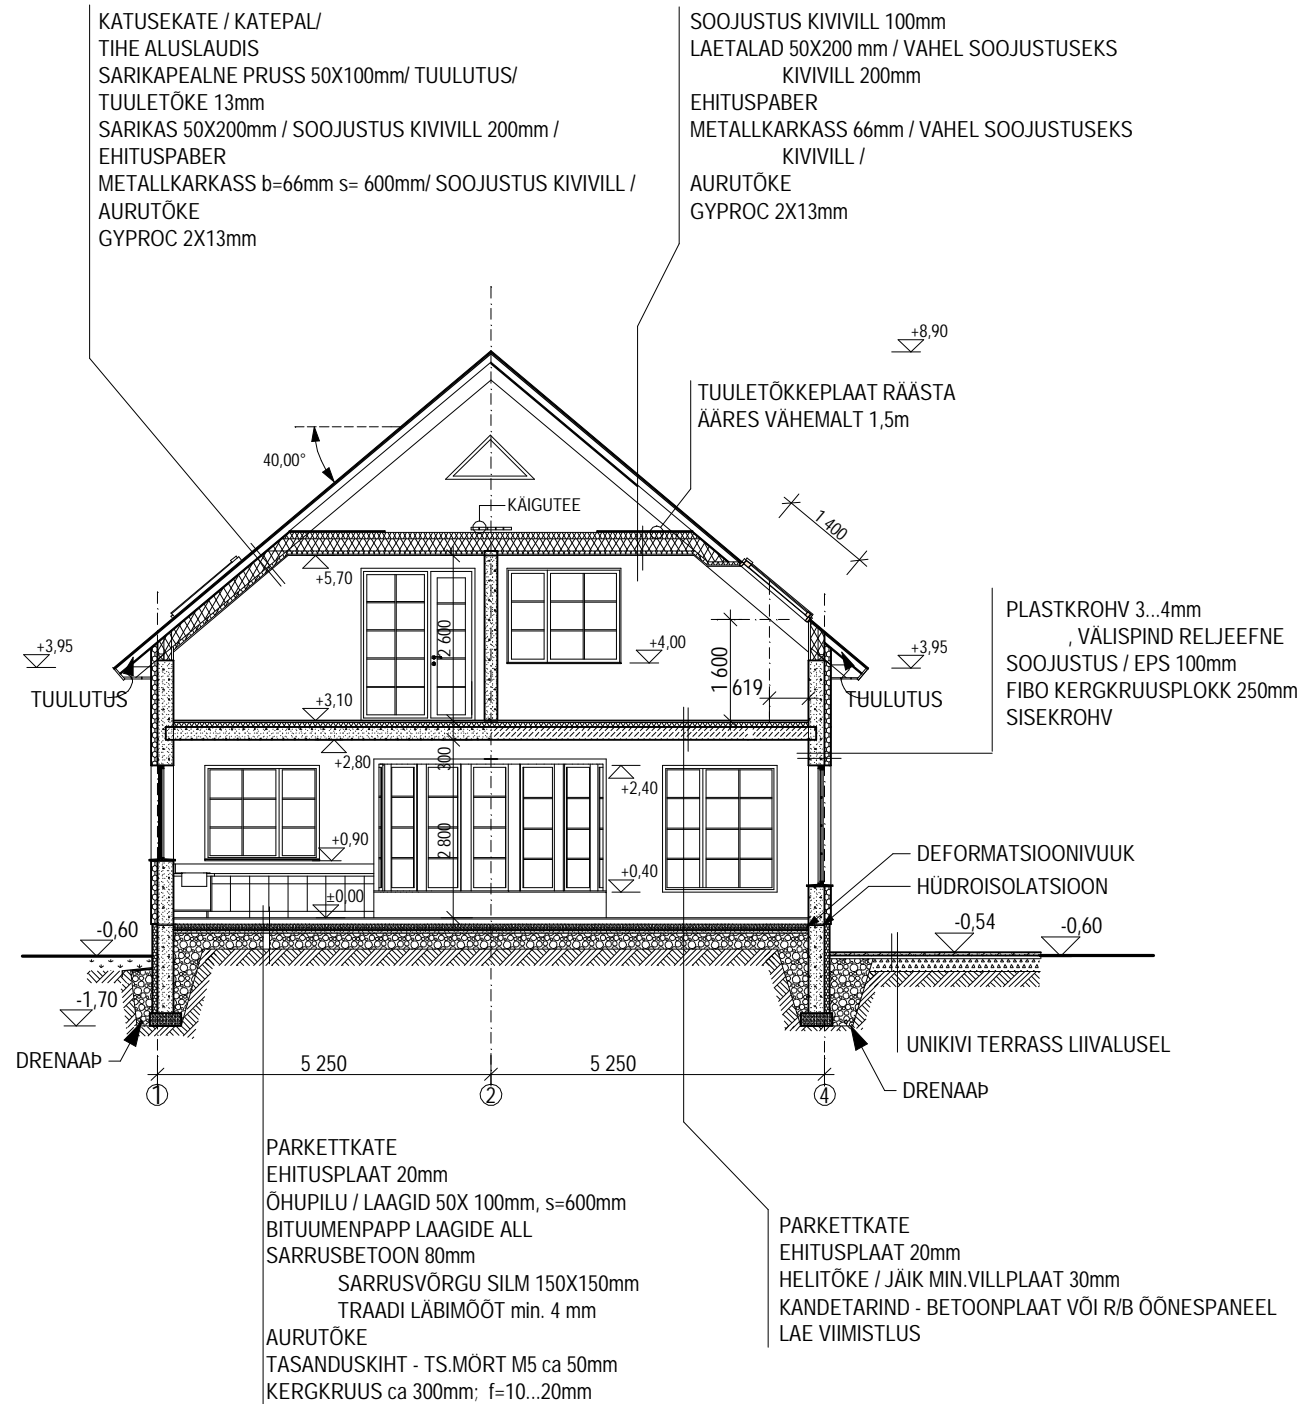 KATUSEKATE / KATEPAL/
TIHE ALUSLAUDIS
SARIKAPEALNE PRUSS 50X100mm/ TUULUTUS/
TUULETÕKE 13mm
SARIKAS 50X200mm / SOOJUSTUS KIVIVILL 200mm /
EHITUSPABER
METALLKARKASS b=66mm s= 600mm/ SOOJUSTUS KIVIVILL /
AURUTÕKE
GYPROC 2X13mm
SOOJUSTUS KIVIVILL 100mm
LAETALAD 50X200 mm / VAHEL SOOJUSTUSEKS
KIVIVILL 200mm
EHITUSPABER
METALLKARKASS 66mm / VAHEL SOOJUSTUSEKS
KIVIVILL /
AURUTÕKE
GYPROC 2X13mm
+8,90
TUULETÕKKEPLAAT RÄÄSTA
ÄÄRES VÄHEMALT 1,5m
40,00°
KÄIGUTEE
1 400
+5,70
2 600
+4,00
1 600
619
+3,95
+3,95
TUULUTUS
TUULUTUS
+3,10
PLASTKROHV 3...4mm
, VÄLISPIND RELJEEFNE
SOOJUSTUS / EPS 100mm
FIBO KERGKRUUSPLOKK 250mm
SISEKROHV
+2,80
300
+2,40
+0,90
2 800
+0,40
±0,00
DEFORMATSIOONIVUUK
HÜDROISOLATSIOON
-0,60
-0,54
-0,60
-1,70
UNIKIVI TERRASS LIIVALUSEL
DRENAAÞ
5 250
5 250
DRENAAÞ
1
2
4
PARKETTKATE
EHITUSPLAAT 20mm
ÕHUPILU / LAAGID 50X 100mm, s=600mm
BITUUMENPAPP LAAGIDE ALL
SARRUSBETOON 80mm
SARRUSVÕRGU SILM 150X150mm
TRAADI LÄBIMÕÕT min. 4 mm
AURUTÕKE
TASANDUSKIHT - TS.MÖRT M5 ca 50mm
KERGKRUUS ca 300mm; f=10...20mm
PARKETTKATE
EHITUSPLAAT 20mm
HELITÕKE / JÄIK MIN.VILLPLAAT 30mm
KANDETARIND - BETOONPLAAT VÕI R/B ÕÕNESPANEEL
LAE VIIMISTLUS